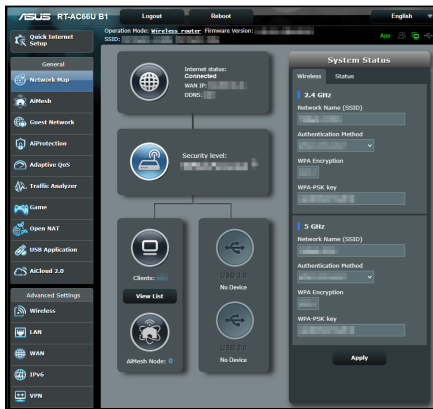 ASUS RT-AC66U B1
Logout
Reboot
English
Operation Mode: Wireless router Firmware Version:
SSID:
App
Quick Internet
Setup
General
Network Map
AiMesh
Guest Network
AiProtection
Adaptive QoS
Traffic Analyzer
Game
Open NAT
USB Application
AiCloud 2.0
Advanced Settings
Wireless
LAN
WAN
IPv6
VPN
Internet status:
Connected
WAN IP:
DDNS:
Security level:
Clients:
View List
AiMesh Node: 0
USB 2.0
No Device
USB 2.0
No Device
System Status
Wireless
Status
2.4 GHz
Network Name (SSID)
Authentication Method
WPA Encryption
WPA-PSK key
5 GHz
Network Name (SSID)
Authentication Method
WPA Encryption
WPA-PSK key
Apply